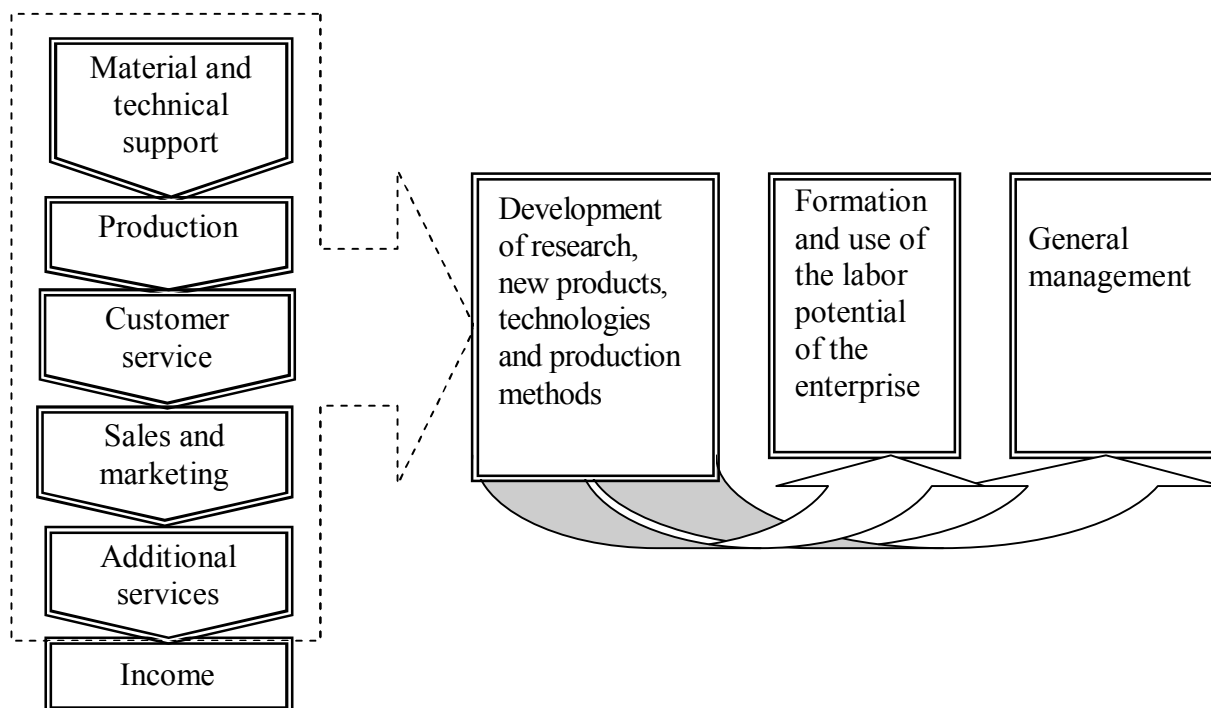 Material and
technical
support
Production
Customer
service
Sales and
marketing
Additional
services
Income
Development
of research,
new products,
technologies
and production
methods
Formation
and use of
the labor
potential
of the
enterprise
General
management